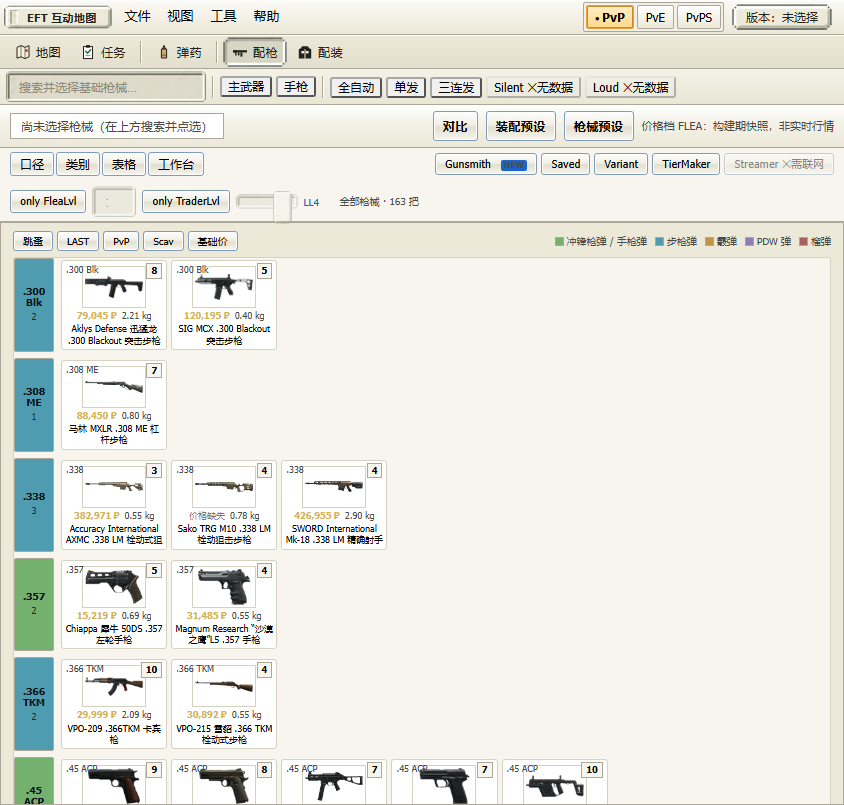 EFT 互动地图 文件 视图 工具 帮助 • PvP PvE PvPS 版本：未选择
地图 任务 弹药 配枪 配装
搜索并选择基础枪械... 主武器 手枪 全自动 单发 三连发 Silent ✕无数据 Loud ✕无数据
尚未选择枪械（在上方搜索并点选） 对比 装配预设 枪械预设 价格档 FLEA：构建期快照，非实时行情
口径 类别 表格 工作台 Gunsmith NEW Saved Variant TierMaker Streamer ✕需联网
only FleaLvl : only TraderLvl LL4 全部枪械 · 163 把
跳蚤 LAST PvP Scav 基础价 冲锋枪弹 / 手枪弹 步枪弹 霰弹 PDW 弹 榴弹
.300 Blk 2
.300 Blk 8
79,045 ₽ 2.21 kg
Aklys Defense 迅猛龙
.300 Blackout 突击步枪
.300 Blk 5
120,195 ₽ 0.40 kg
SIG MCX .300 Blackout
突击步枪
.308 ME 1
.308 ME 7
88,450 ₽ 0.80 kg
马林 MXLR .308 ME 杠
杆步枪
.338 3
.338 3
382,971 ₽ 0.55 kg
Accuracy International
AXMC .338 LM 栓动式狙
.338 4
价格缺失 0.78 kg
Sako TRG M10 .338 LM
栓动狙击步枪
.338 4
426,955 ₽ 2.90 kg
SWORD International
Mk-18 .338 LM 精确射手
.357 2
.357 5
15,219 ₽ 0.69 kg
Chiappa 犀牛 50DS .357
左轮手枪
.357 4
31,485 ₽ 0.55 kg
Magnum Research “沙漠
之鹰”L5 .357 手枪
.366 TKM 2
.366 TKM 10
29,999 ₽ 2.09 kg
VPO-209 .366TKM 卡宾
枪
.366 TKM 4
30,892 ₽ 0.55 kg
VPO-215 雪貂 .366 TKM
栓动式步枪
.45 ACP
.45 ACP 9
.45 ACP 8
.45 ACP 7
.45 ACP 7
.45 ACP 10